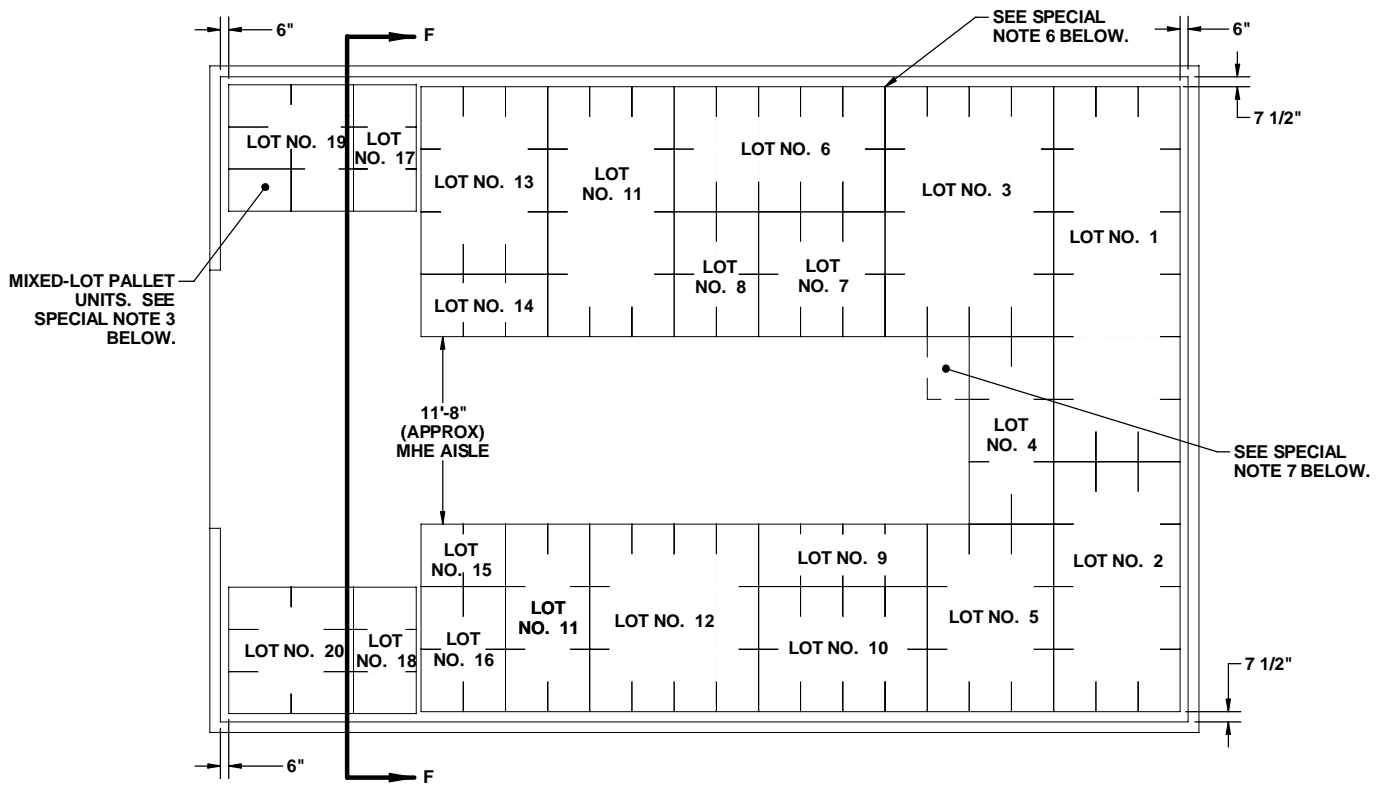 6"
F
SEE SPECIAL
NOTE 6 BELOW.
6"
7 1/2"
LOT NO. 19
LOT
NO. 17
LOT NO. 13
LOT
NO. 11
LOT NO. 6
LOT NO. 3
LOT NO. 1
LOT
NO. 8
LOT
NO. 7
MIXED-LOT PALLET
UNITS. SEE
SPECIAL NOTE 3
BELOW.
LOT NO. 14
11'-8"
(APPROX)
MHE AISLE
LOT
NO. 4
SEE SPECIAL
NOTE 7 BELOW.
LOT
NO. 15
LOT NO. 9
LOT NO. 2
LOT
NO. 11
LOT NO. 12
LOT NO. 5
LOT NO. 20
LOT
NO. 18
LOT
NO. 16
LOT NO. 10
7 1/2"
6"
F